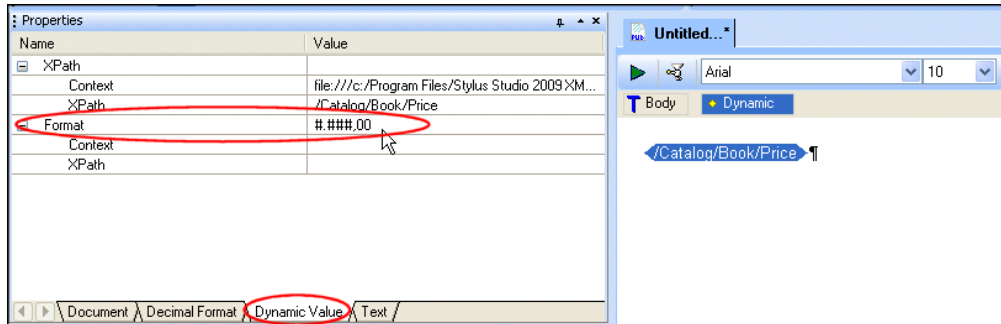 Properties
Name Value
XPath
Context file:///c:/Program Files/Stylus Studio 2009 XM...
XPath /Catalog/Book/Price
Format #.###,00
Context
XPath
Document Decimal Format Dynamic Value Text
Untitled...*
Arial 10
Body Dynamic
/Catalog/Book/Price ¶